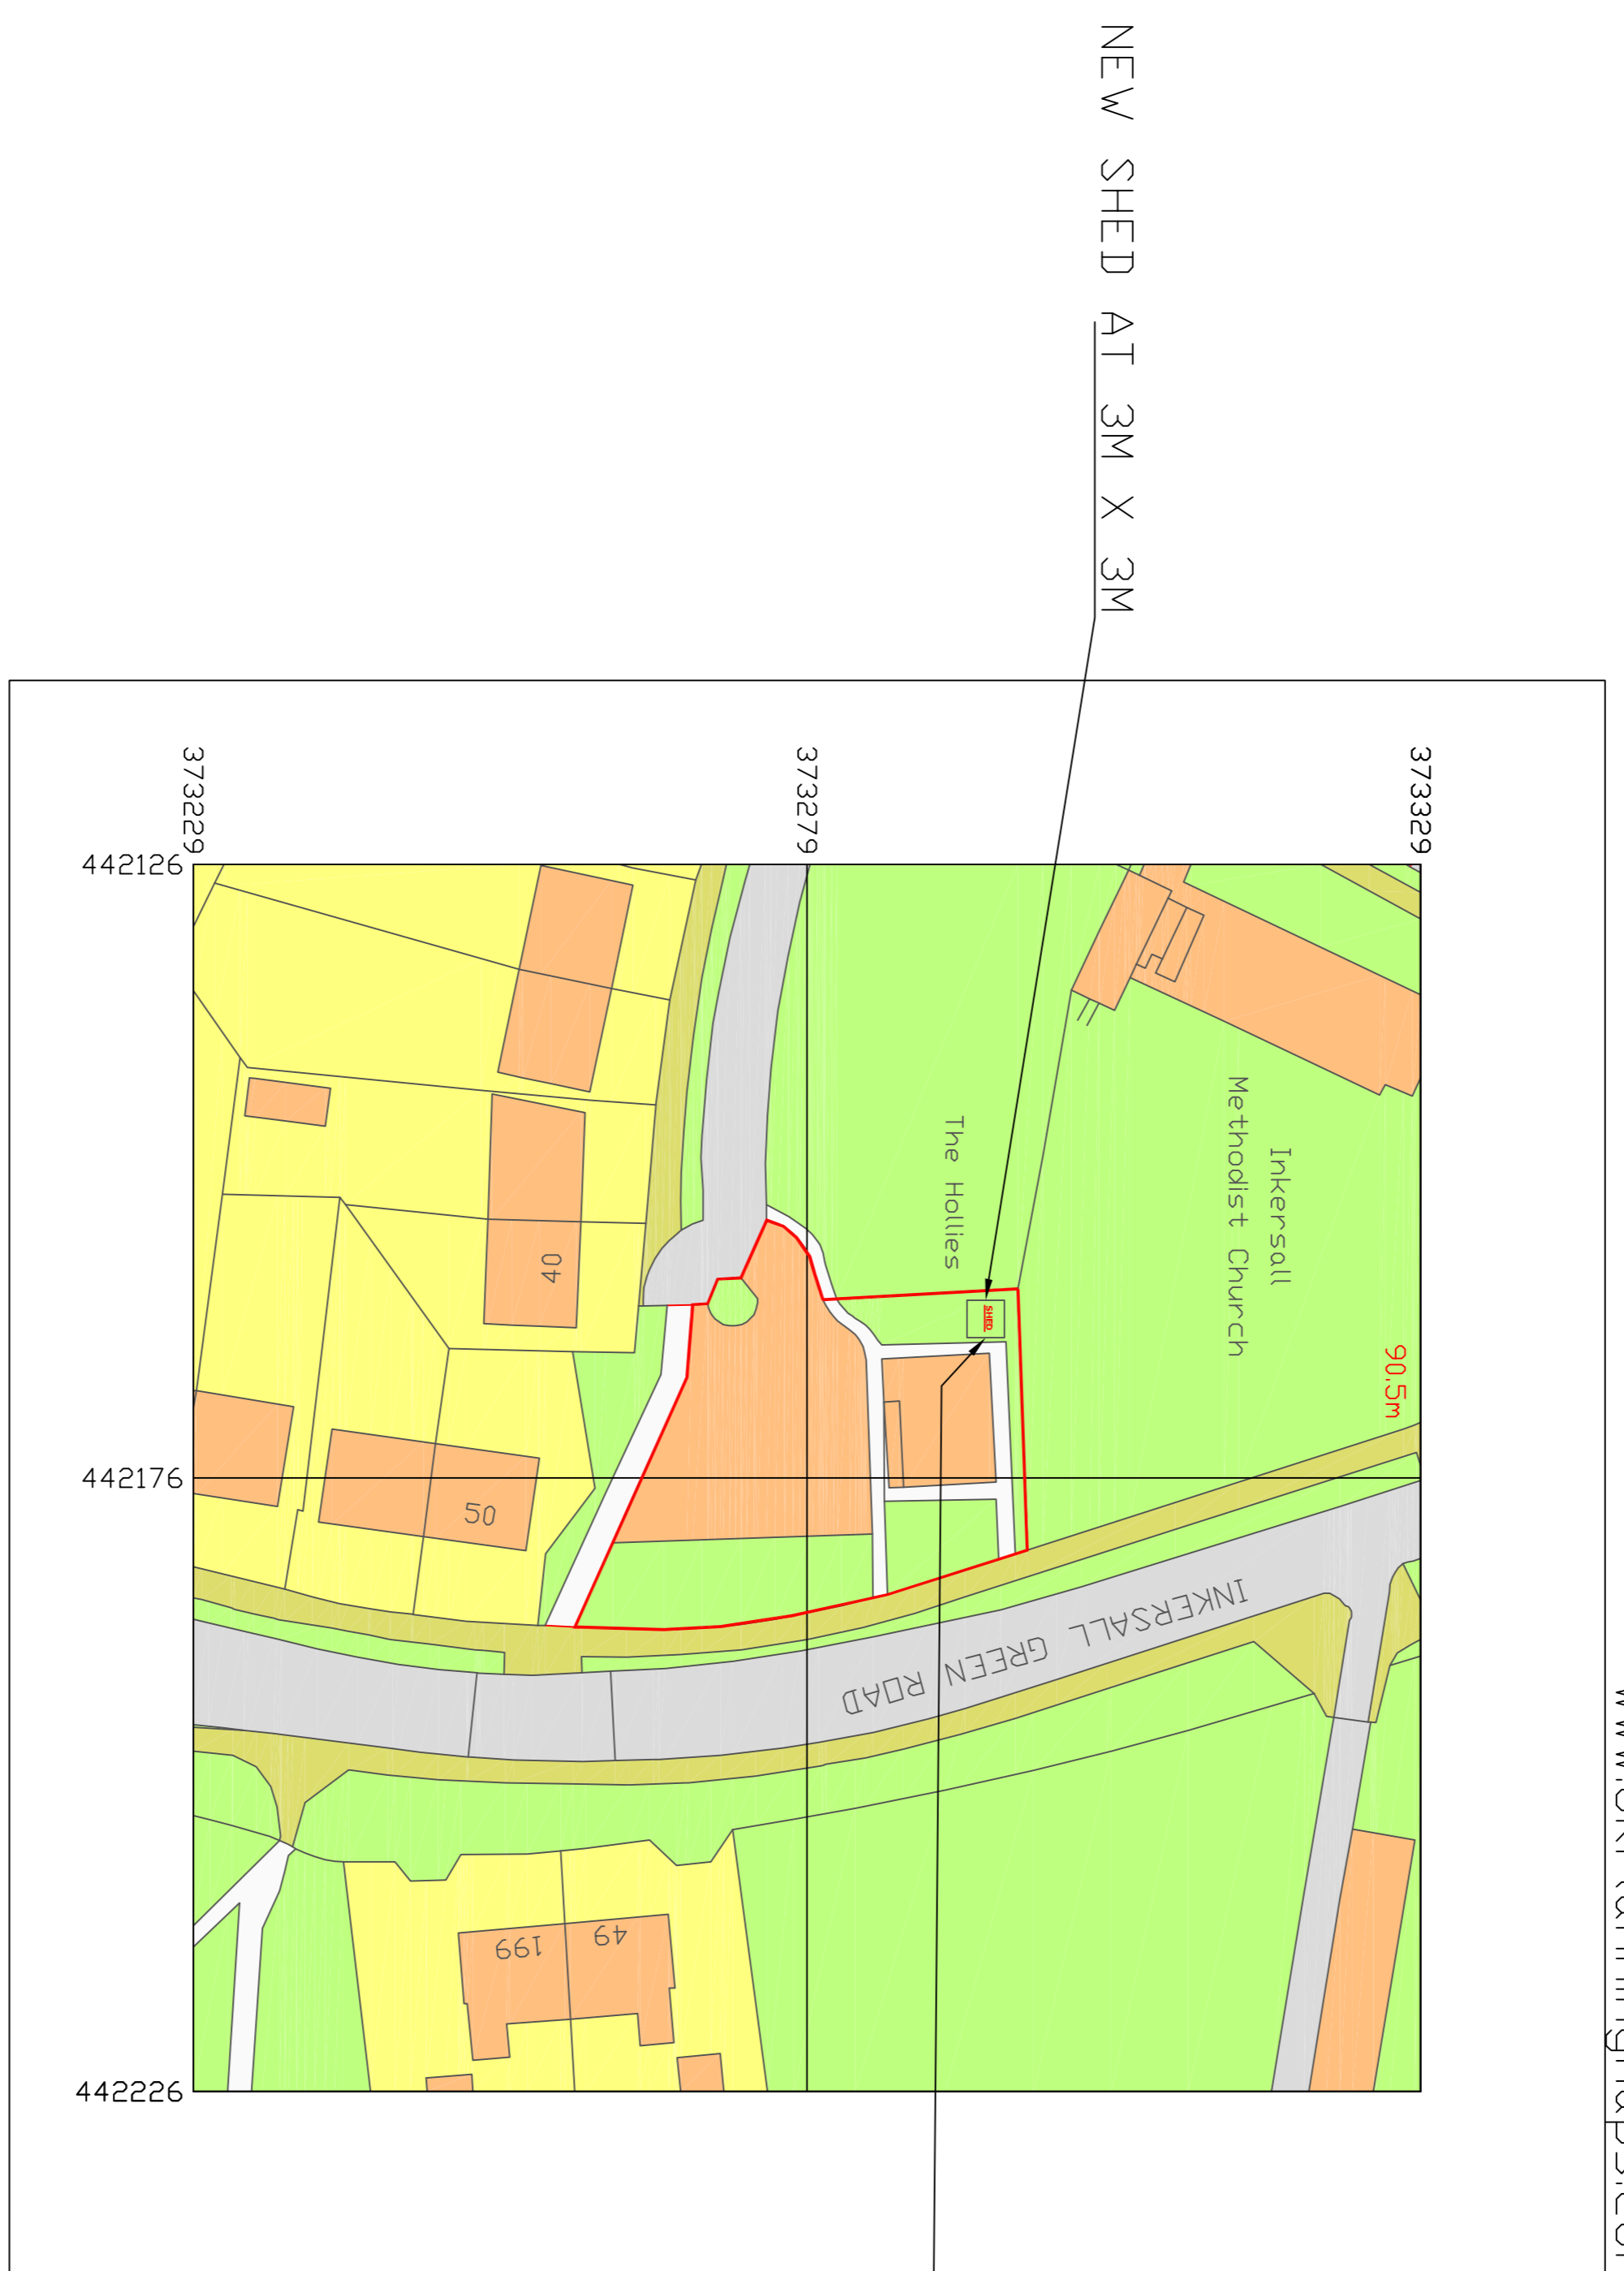 NEW SHED AT 3M X 3M
373229
373279
373329
442126
442176
442226
Inkersall
Methodist Church
The Hollies
90.5m
SHED
40
50
INKERSALL GREEN ROAD
199
49